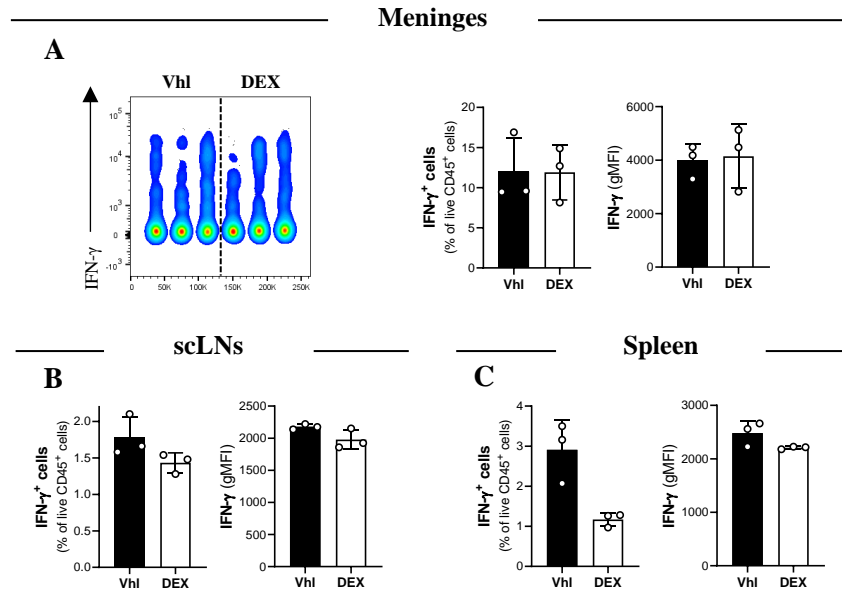 Meninges
A
Vhl DEX
IFN-γ
10⁵
10⁴
10³
0
-10³
0 50K 100K 150K 200K 250K
IFN-γ⁺ cells
(% of live CD45⁺ cells)
20
15
10
5
0
Vhl DEX
IFN-γ (gMFI)
6000
4000
2000
0
Vhl DEX
scLNs
B
IFN-γ⁺ cells
(% of live CD45⁺ cells)
2.0
1.5
1.0
0.5
0.0
Vhl DEX
IFN-γ (gMFI)
2500
2000
1500
1000
500
0
Vhl DEX
Spleen
C
IFN-γ⁺ cells
(% of live CD45⁺ cells)
4
3
2
1
0
Vhl DEX
IFN-γ (gMFI)
3000
2000
1000
0
Vhl DEX